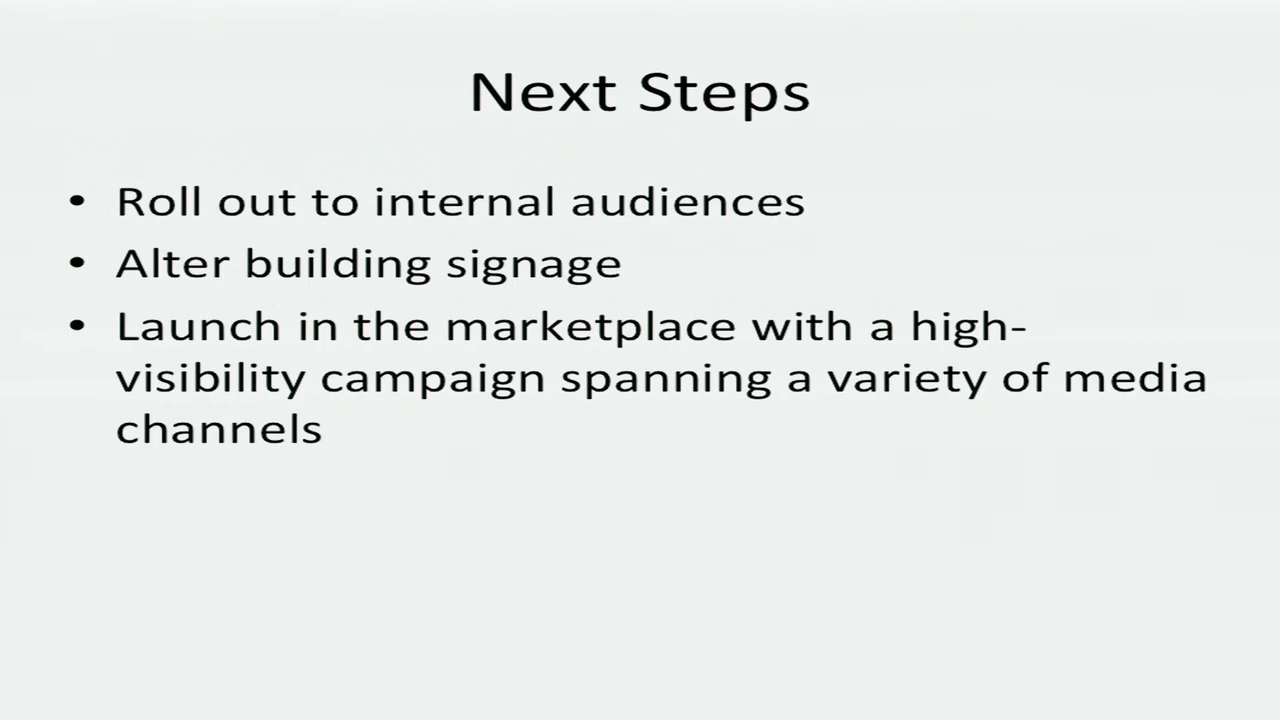 Next Steps
• Roll out to internal audiences
• Alter building signage
• Launch in the marketplace with a high-
visibility campaign spanning a variety of media
channels